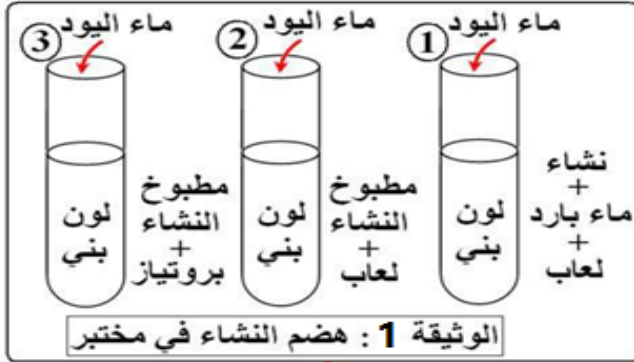 ماء اليود
1
نشاء
+
ماء بارد
+
لعاب
لون
بني
ماء اليود
2
مطبوخ
النشاء
+
لعاب
لون
بني
ماء اليود
3
مطبوخ
النشاء
+
بروتياز
لون
بني
الوثيقة 1 : هضم النشاء في مختبر